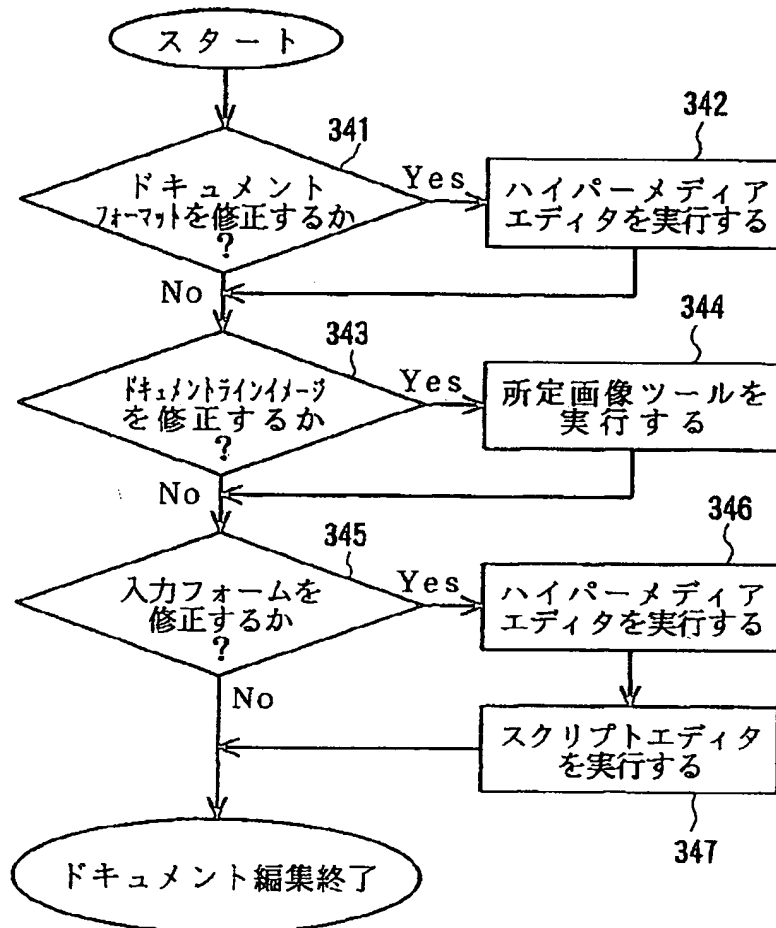 スタート
341
ドキュメント
フォーマットを修正するか
?
Yes
342
ハイパーメディア
エディタを実行する
No
343
ドキュメントラインイメージ
を修正するか
?
Yes
344
所定画像ツールを
実行する
No
345
入力フォームを
修正するか
?
Yes
346
ハイパーメディア
エディタを実行する
No
スクリプトエディタ
を実行する
347
ドキュメント編集終了